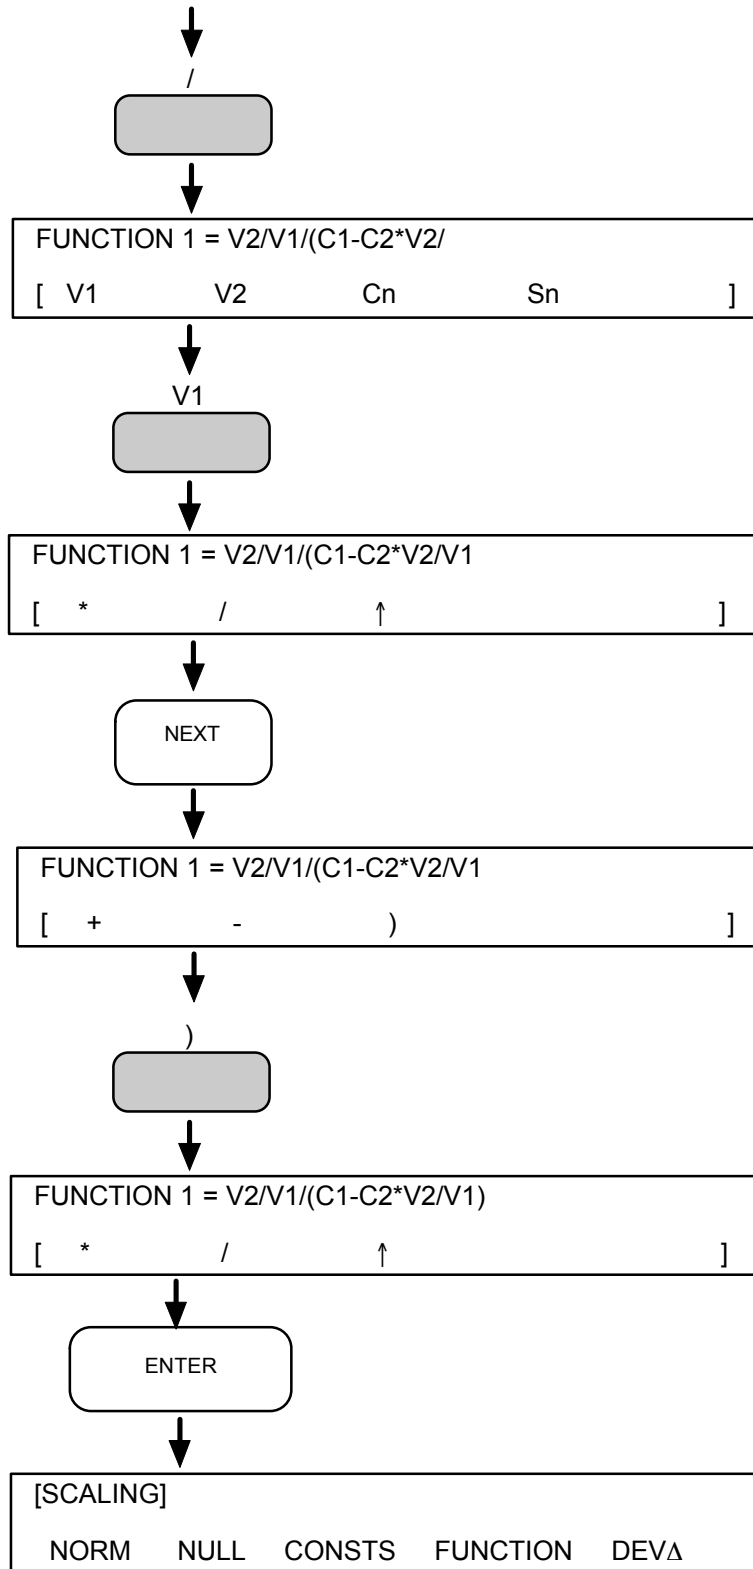 /
FUNCTION 1 = V2/V1/(C1-C2*V2/
[ V1 V2 Cn Sn ]
V1
FUNCTION 1 = V2/V1/(C1-C2*V2/V1
[ * / ↑ ]
NEXT
FUNCTION 1 = V2/V1/(C1-C2*V2/V1
[ + - ) ]
)
FUNCTION 1 = V2/V1/(C1-C2*V2/V1)
[ * / ↑ ]
ENTER
[SCALING]
NORM NULL CONSTS FUNCTION DEV∆